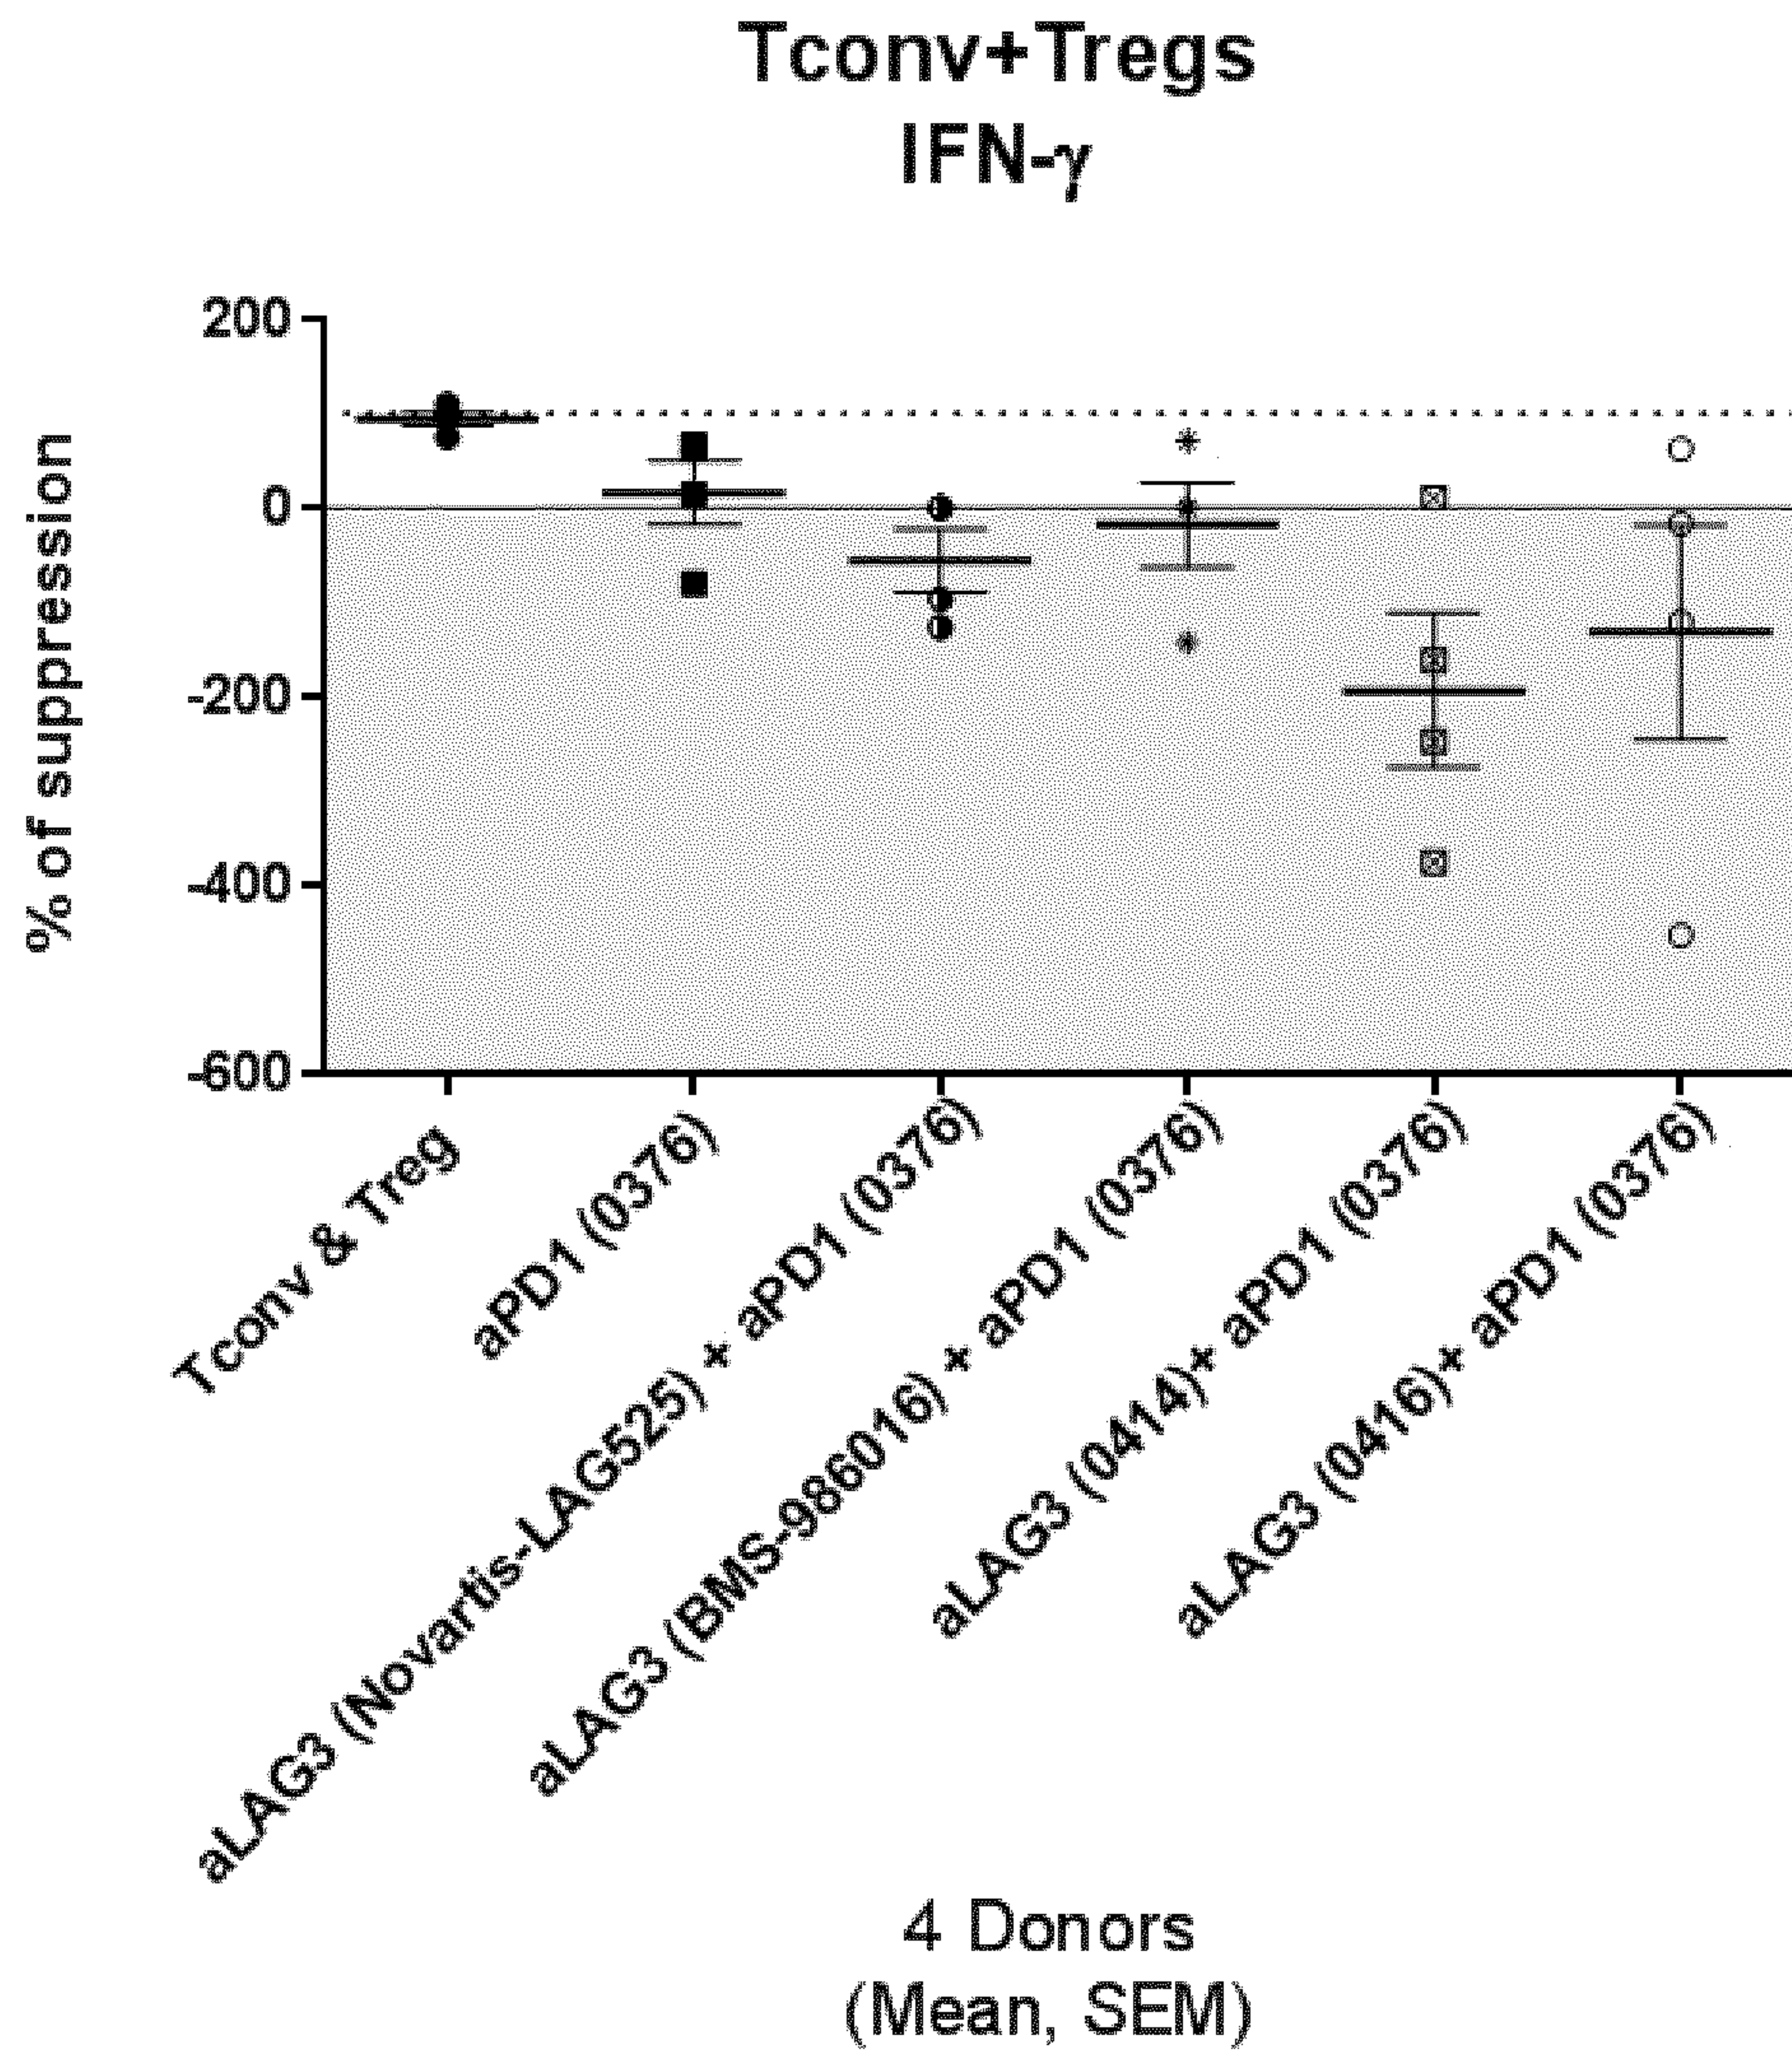 Tconv+Tregs
IFN-γ
% of suppression
200
0
-200
-400
-600
Tconv & Treg
aPD1 (0376)
aLAG3 (Novartis-LAG525) + aPD1 (0376)
aLAG3 (BMS-986016) + aPD1 (0376)
aLAG3 (0414)+ aPD1 (0376)
aLAG3 (0416)+ aPD1 (0376)
4 Donors
(Mean, SEM)